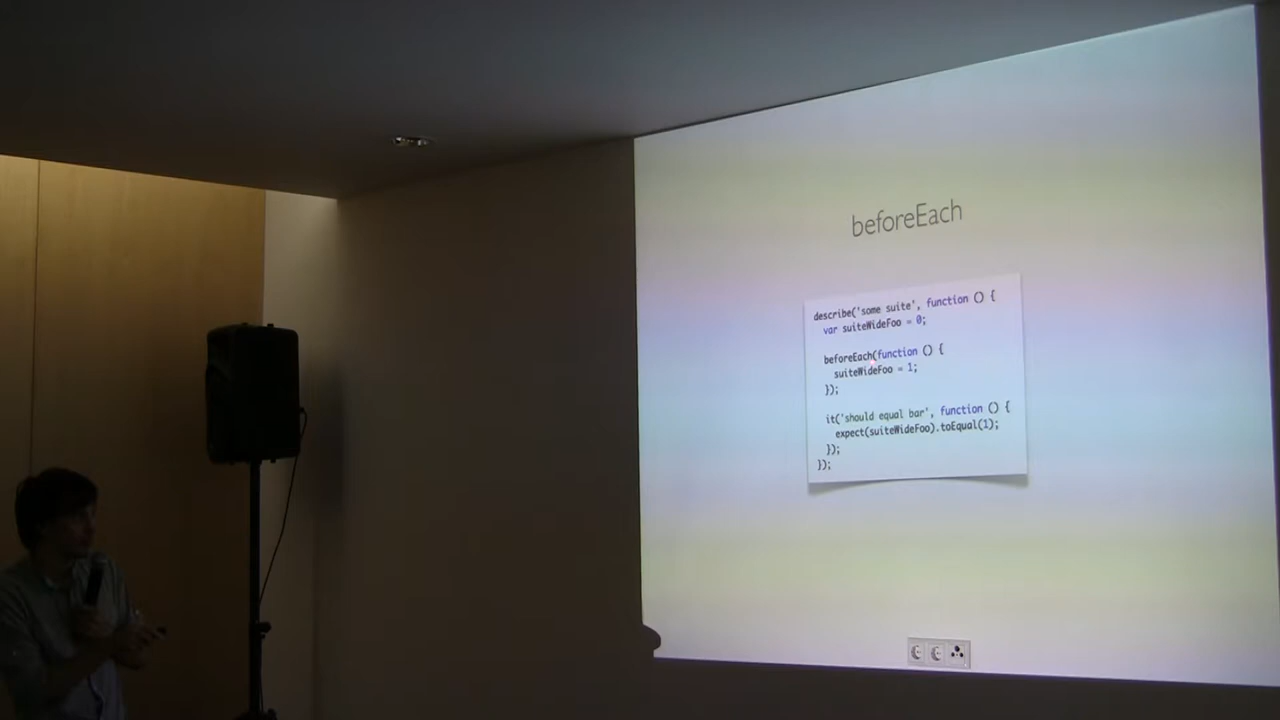 beforeEach
describe('some suite', function () {
var suiteWideFoo = 0;
beforeEach(function () {
suiteWideFoo = 1;
});
it('should equal bar', function () {
expect(suiteWideFoo).toEqual(1);
});
});